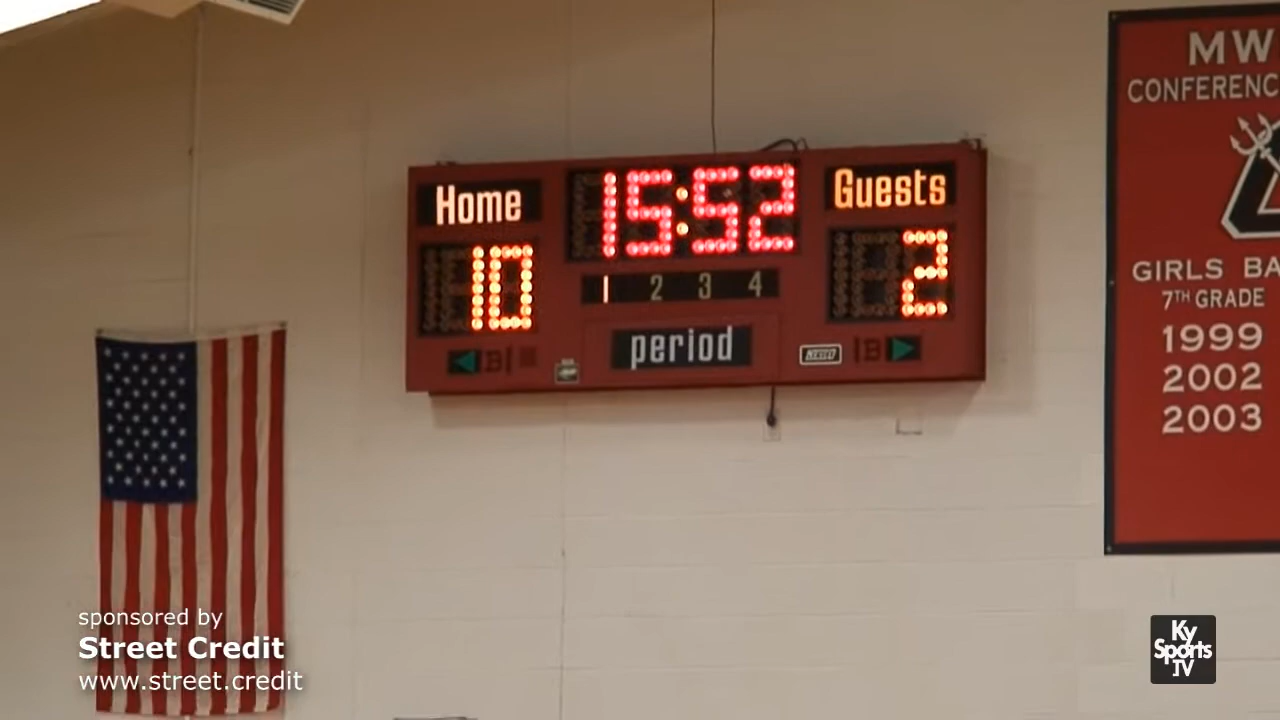 Home
15:52
Guests
10
1 2 3 4
2
period
B
B
MW
CONFERENC
GIRLS BA
7TH GRADE
1999
2002
2003
sponsored by
Street Credit
www.street.credit
Ky
Sports
.TV